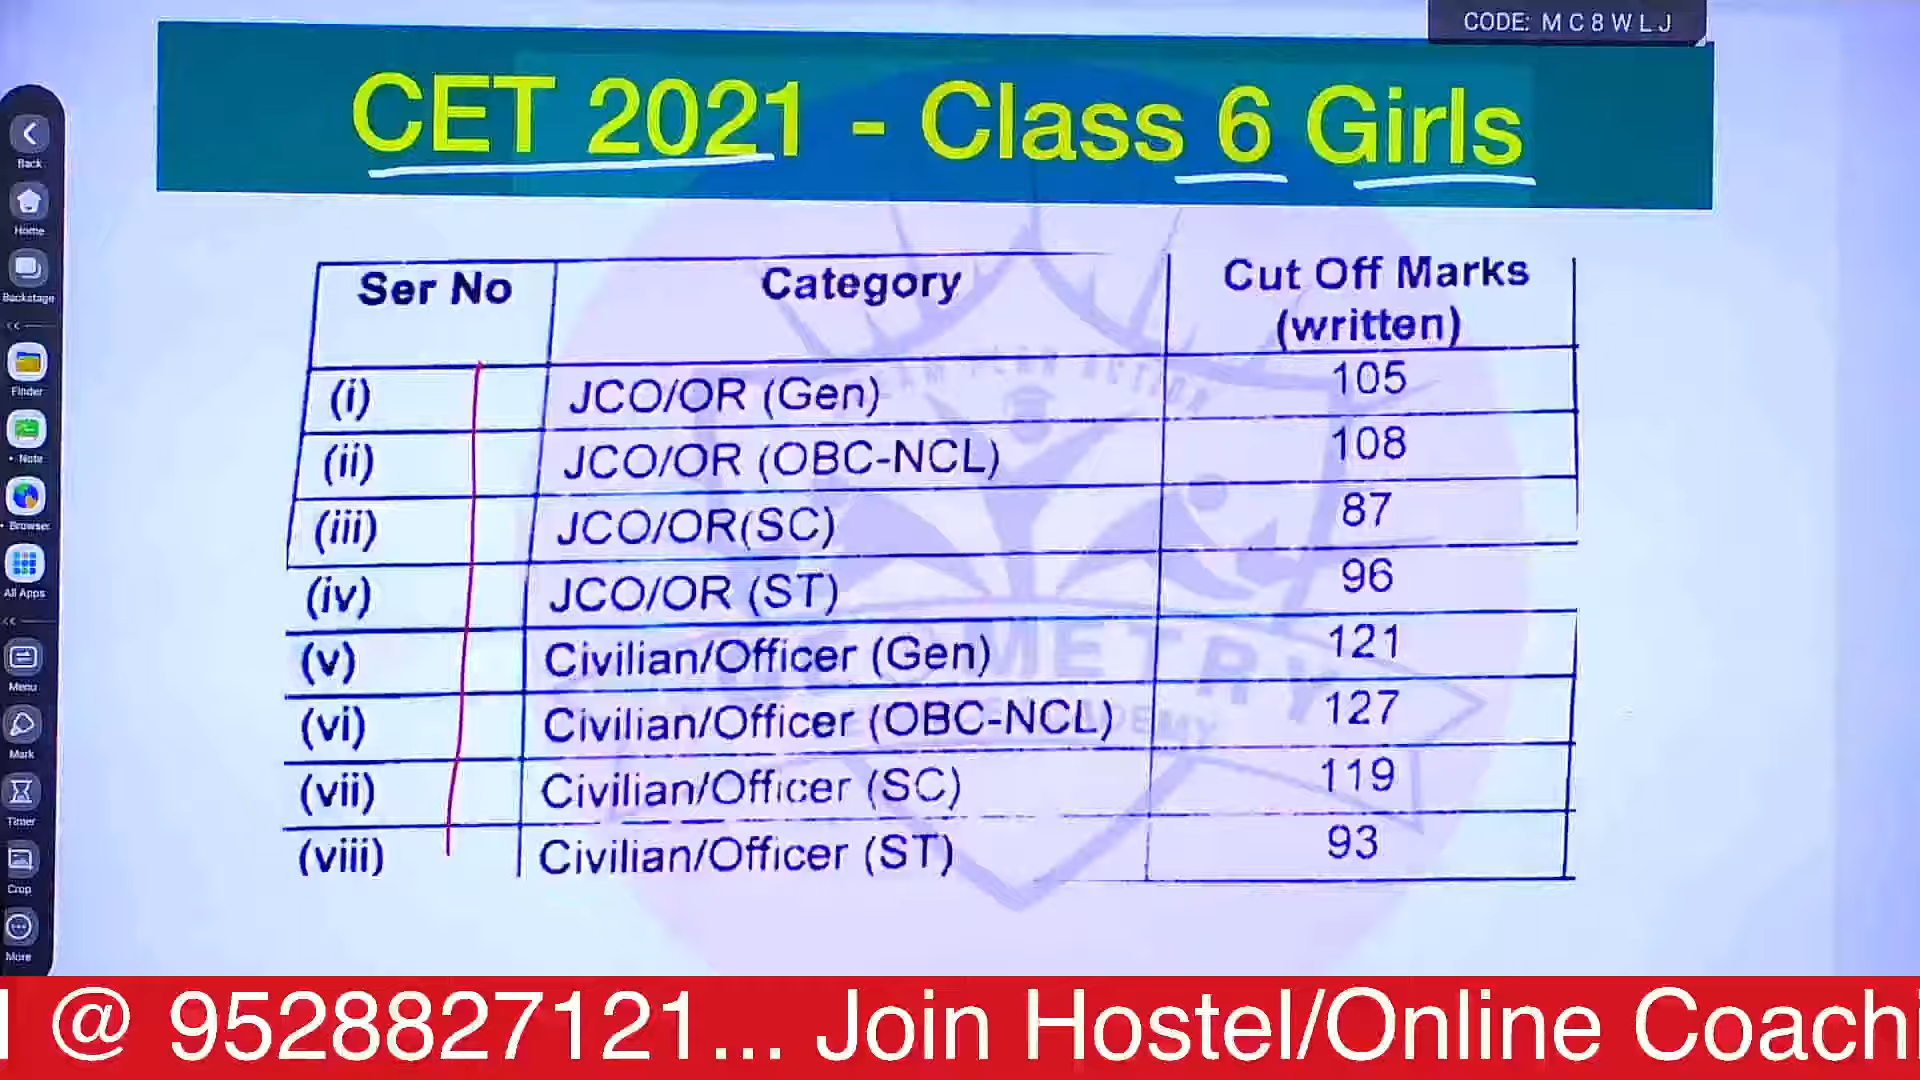 CODE: M C 8 W L J
CET 2021 - Class 6 Girls
Back
Home
Backstage
Finder
Note
Browser
All Apps
Menu
Mark
Timer
Crop
More
Ser No Category Cut Off Marks (written)
(i) JCO/OR (Gen) 105
(ii) JCO/OR (OBC-NCL) 108
(iii) JCO/OR(SC) 87
(iv) JCO/OR (ST) 96
(v) Civilian/Officer (Gen) 121
(vi) Civilian/Officer (OBC-NCL) 127
(vii) Civilian/Officer (SC) 119
(viii) Civilian/Officer (ST) 93
@ 9528827121... Join Hostel/Online Coachi